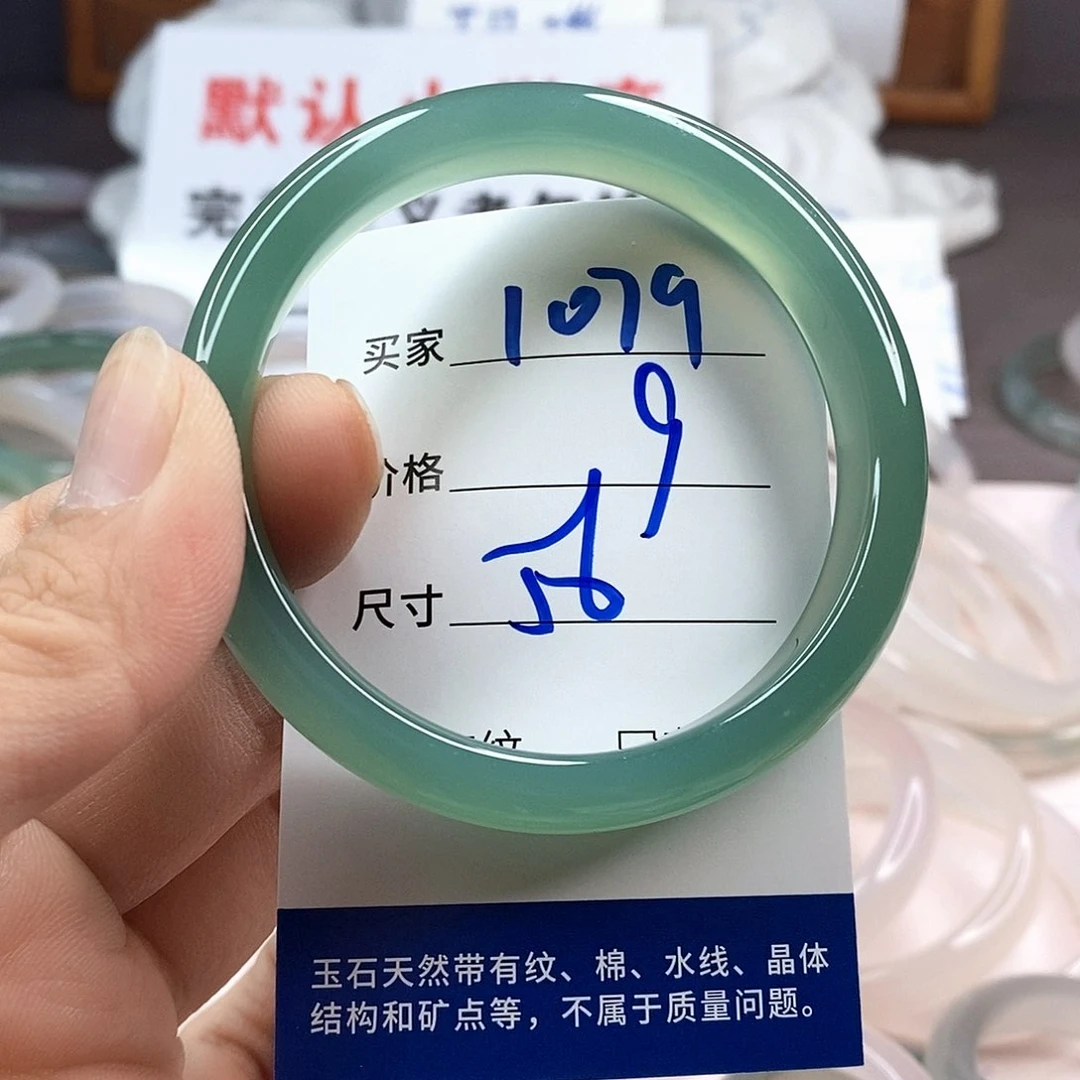 默认
买家 1079
价格 9
尺寸 56
纹
玉石天然带有纹、棉、水线、晶体
结构和矿点等，不属于质量问题。